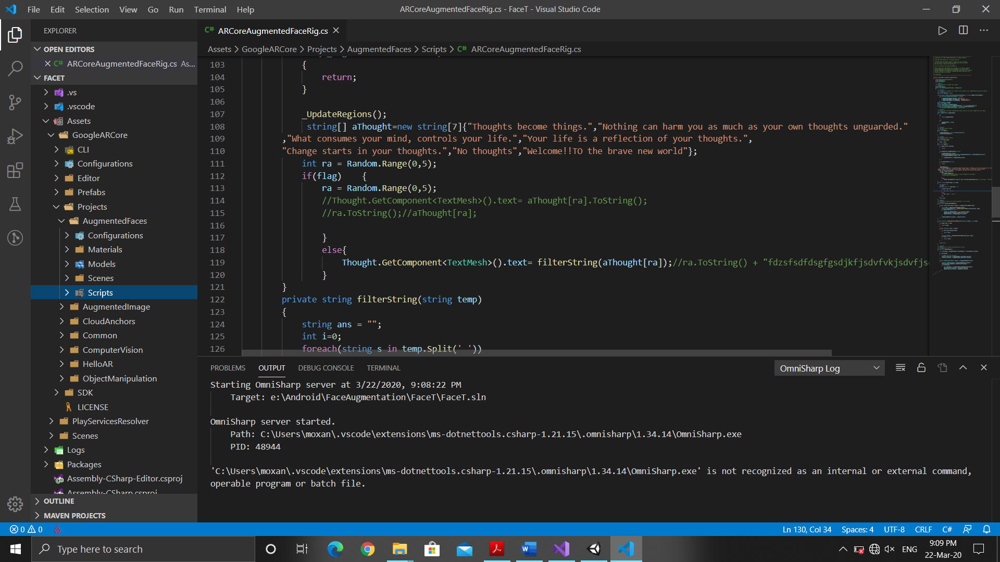 File Edit Selection View Go Run Terminal Help
ARCoreAugmentedFaceRig.cs - FaceT - Visual Studio Code
EXPLORER
OPEN EDITORS
ARCoreAugmentedFaceRig.cs As...
FACET
.vs
.vscode
Assets
GoogleARCore
CLI
Configurations
Editor
Prefabs
Projects
AugmentedFaces
Configurations
Materials
Models
Scenes
Scripts
AugmentedImage
CloudAnchors
Common
ComputerVision
HelloAR
ObjectManipulation
SDK
LICENSE
PlayServicesResolver
Scenes
Logs
Packages
Assembly-CSharp-Editor.csproj
Assembly-CSharp.csproj
OUTLINE
MAVEN PROJECTS
C# ARCoreAugmentedFaceRig.cs
Assets > GoogleARCore > Projects > AugmentedFaces > Scripts > C# ARCoreAugmentedFaceRig.cs
103 {
104 return;
105 }
106
107 _UpdateRegions();
108 string[] aThought=new string[7]{"Thoughts become things.","Nothing can harm you as much as your own thoughts unguarded."
109 ,"What consumes your mind, controls your life.","Your life is a reflection of your thoughts.",
110 "Change starts in your thoughts.","No thoughts","Welcome!!TO the brave new world"};
111 int ra = Random.Range(0,5);
112 if(flag) {
113 ra = Random.Range(0,5);
114 //Thought.GetComponent<TextMesh>().text= aThought[ra].ToString();
115 //ra.ToString();//aThought[ra];
116
117 }
118 else{
119 Thought.GetComponent<TextMesh>().text= filterString(aThought[ra]);//ra.ToString() + "fdzsfsdfdsgfgsdjkfjsdvfvkjsdvfjs
120 }
121 }
122 private string filterString(string temp)
123 {
124 string ans = "";
125 int i=0;
126 foreach(string s in temp.Split(' '))
PROBLEMS OUTPUT DEBUG CONSOLE TERMINAL
OmniSharp Log
Starting OmniSharp server at 3/22/2020, 9:08:22 PM
Target: e:\Android\FaceAugmentation\FaceT\FaceT.sln
OmniSharp server started.
Path: C:\Users\moxan\.vscode\extensions\ms-dotnettools.csharp-1.21.15\.omnisharp\1.34.14\OmniSharp.exe
PID: 48944
'C:\Users\moxan\.vscode\extensions\ms-dotnettools.csharp-1.21.15\.omnisharp\1.34.14\OmniSharp.exe' is not recognized as an internal or external command,
operable program or batch file.
0 0
Ln 130, Col 34 Spaces: 4 UTF-8 CRLF C#
Type here to search
ENG
9:09 PM
22-Mar-20